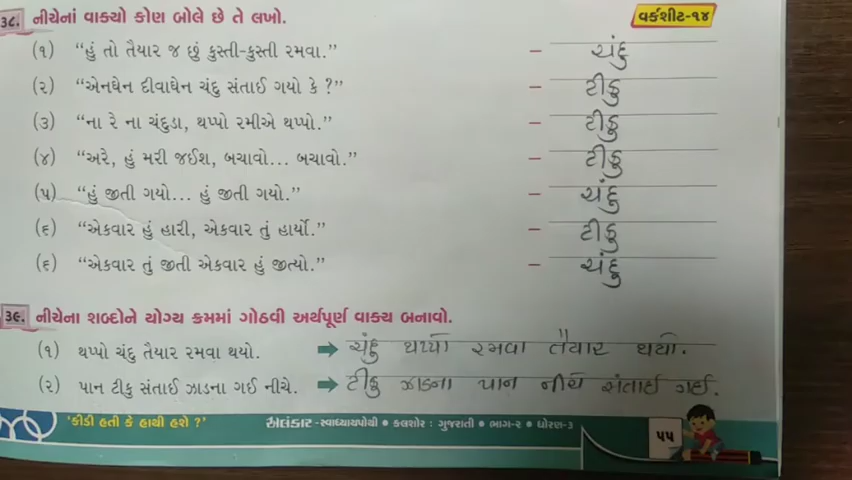 ૩૮. નીચેનાં વાક્યો કોણ બોલે છે તે લખો. વર્કશીટ-૧૪
(૧) “હું તો તૈયાર જ છું કુસ્તી-કુસ્તી રમવા.” – ચંદુ
(૨) “એનઘેન દીવાઘેન ચંદુ સંતાઈ ગયો કે ?” – ટીકુ
(૩) “ના રે ના ચંદુડા, થપ્પો રમીએ થપ્પો.” – ટીકુ
(૪) “અરે, હું મરી જઈશ, બચાવો... બચાવો.” – ટીકુ
(૫) “હું જીતી ગયો... હું જીતી ગયો.” – ચંદુ
(૬) “એકવાર હું હારી, એકવાર તું હાર્યો.” – ટીકુ
(૬) “એકવાર તું જીતી એકવાર હું જીત્યો.” – ચંદુ
૩૯. નીચેના શબ્દોને યોગ્ય ક્રમમાં ગોઠવી અર્થપૂર્ણ વાક્ય બનાવો.
(૧) થપ્પો ચંદુ તૈયાર રમવા થયો. ➡ ચંદુ થપ્પો રમવા તૈયાર થયો.
(૨) પાન ટીકુ સંતાઈ ઝાડના ગઈ નીચે. ➡ ટીકુ ઝાડના પાન નીચે સંતાઈ ગઈ.
'કીડી હતી કે હાથી હશે ?' અલંકાર-સ્વાધ્યાયપોથી • કલશોર : ગુજરાતી • ભાગ-૨ • ધોરણ-૩ ૫૫